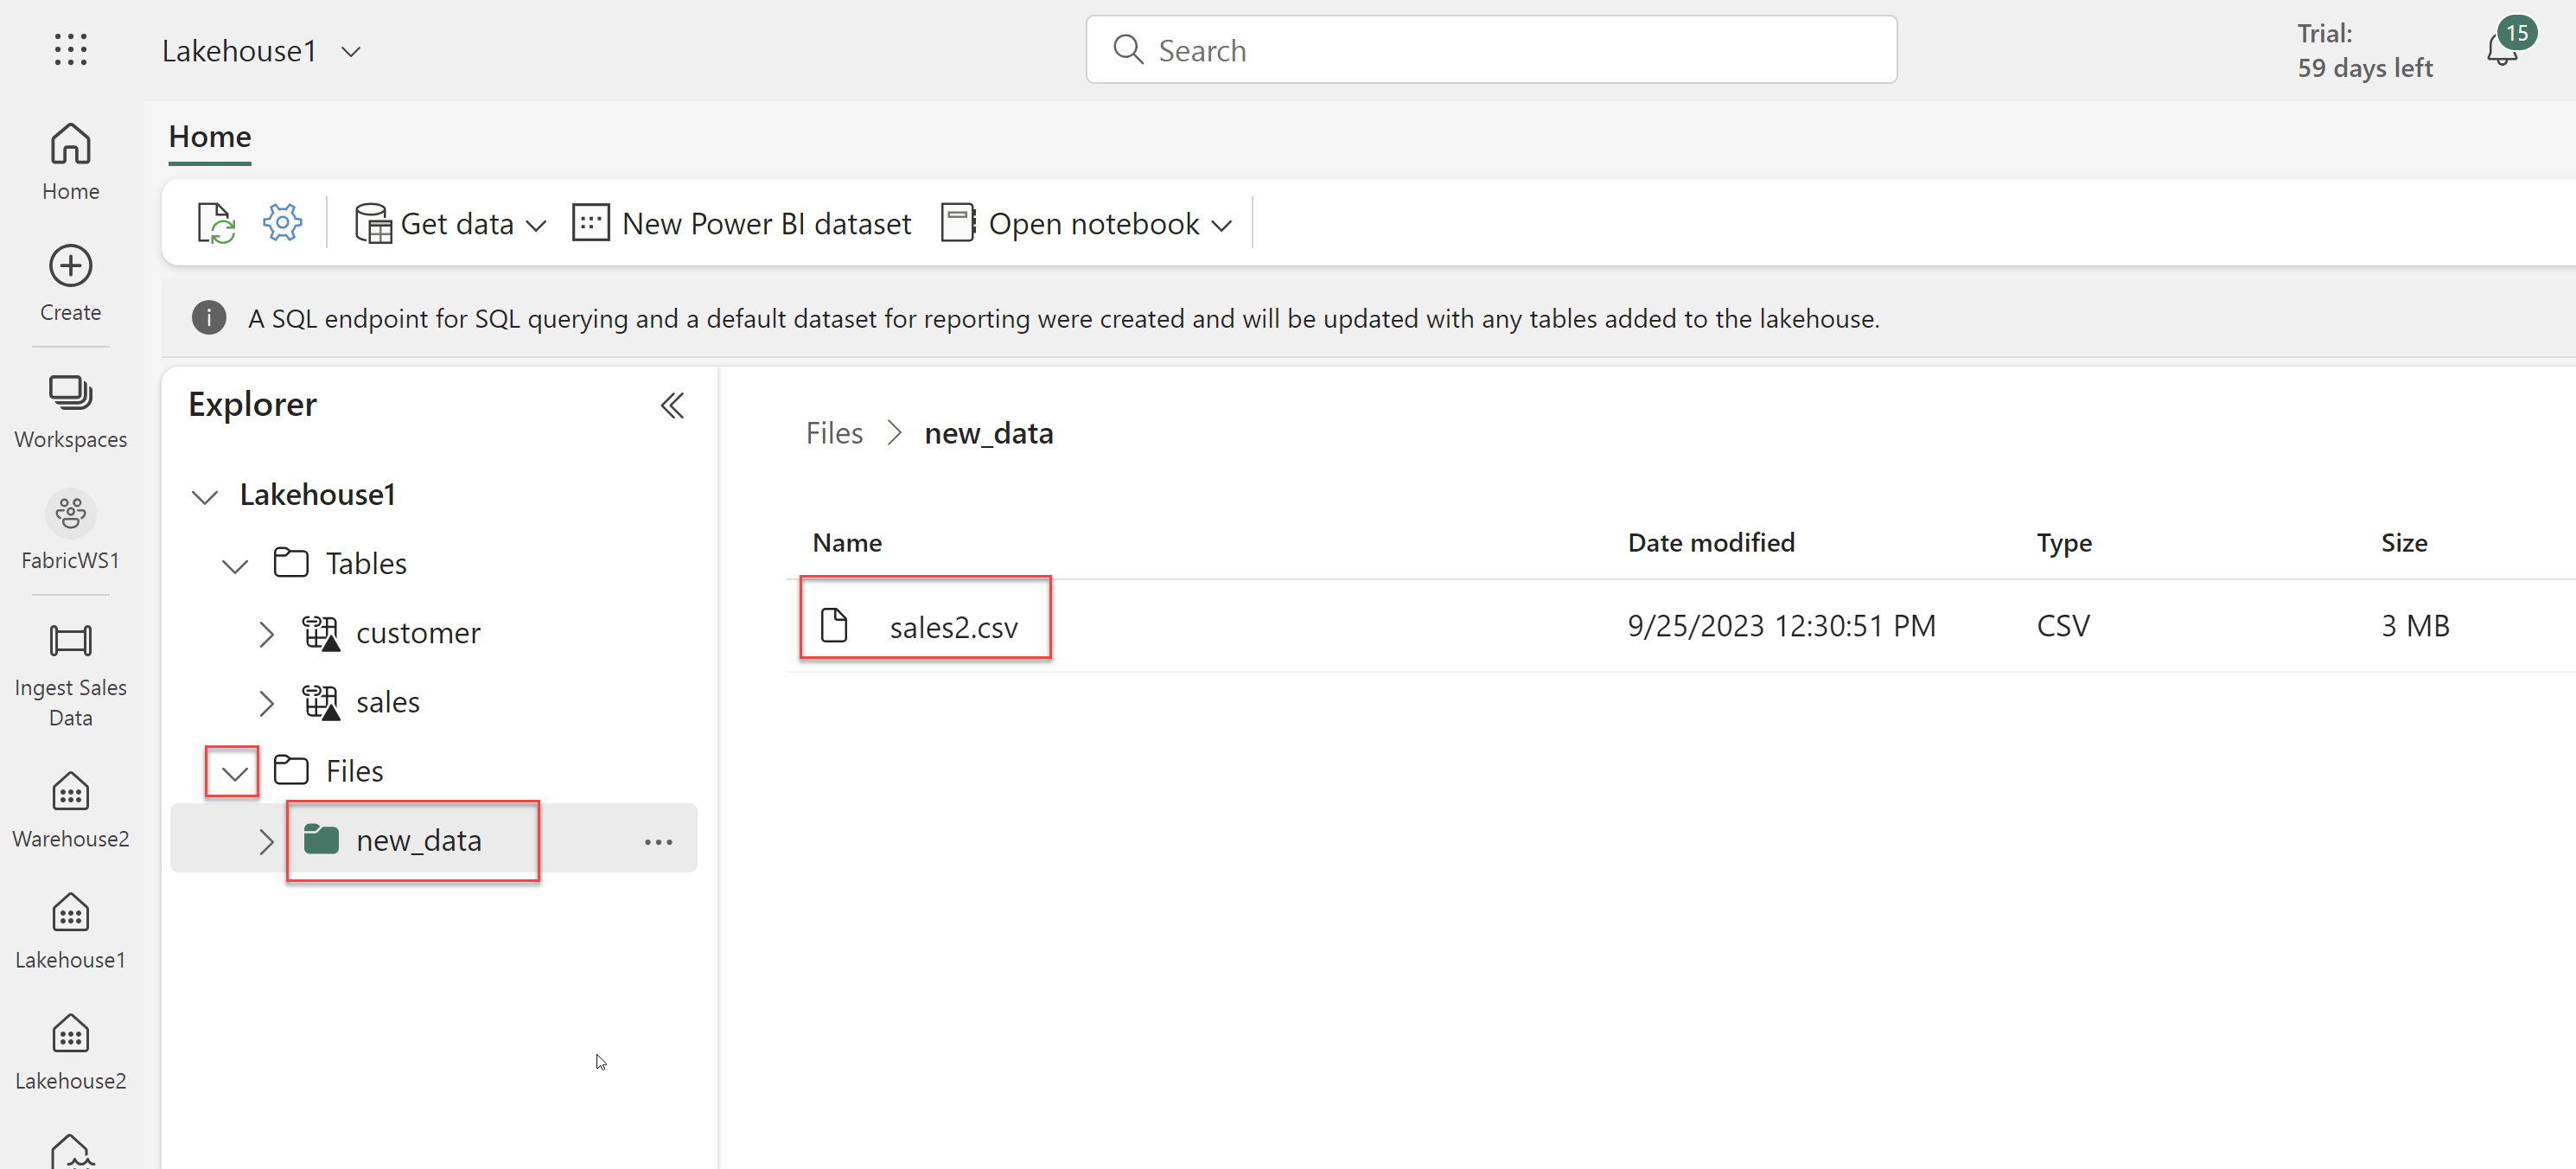 Lakehouse1
Search
Trial:
59 days left
15
Home
Home
Get data
New Power BI dataset
Open notebook
Create
A SQL endpoint for SQL querying and a default dataset for reporting were created and will be updated with any tables added to the lakehouse.
Workspaces
FabricWS1
Ingest Sales
Data
Warehouse2
Lakehouse1
Lakehouse2
Explorer
Lakehouse1
Tables
customer
sales
Files
new_data
Files
new_data
Name
Date modified
Type
Size
sales2.csv
9/25/2023 12:30:51 PM
CSV
3 MB